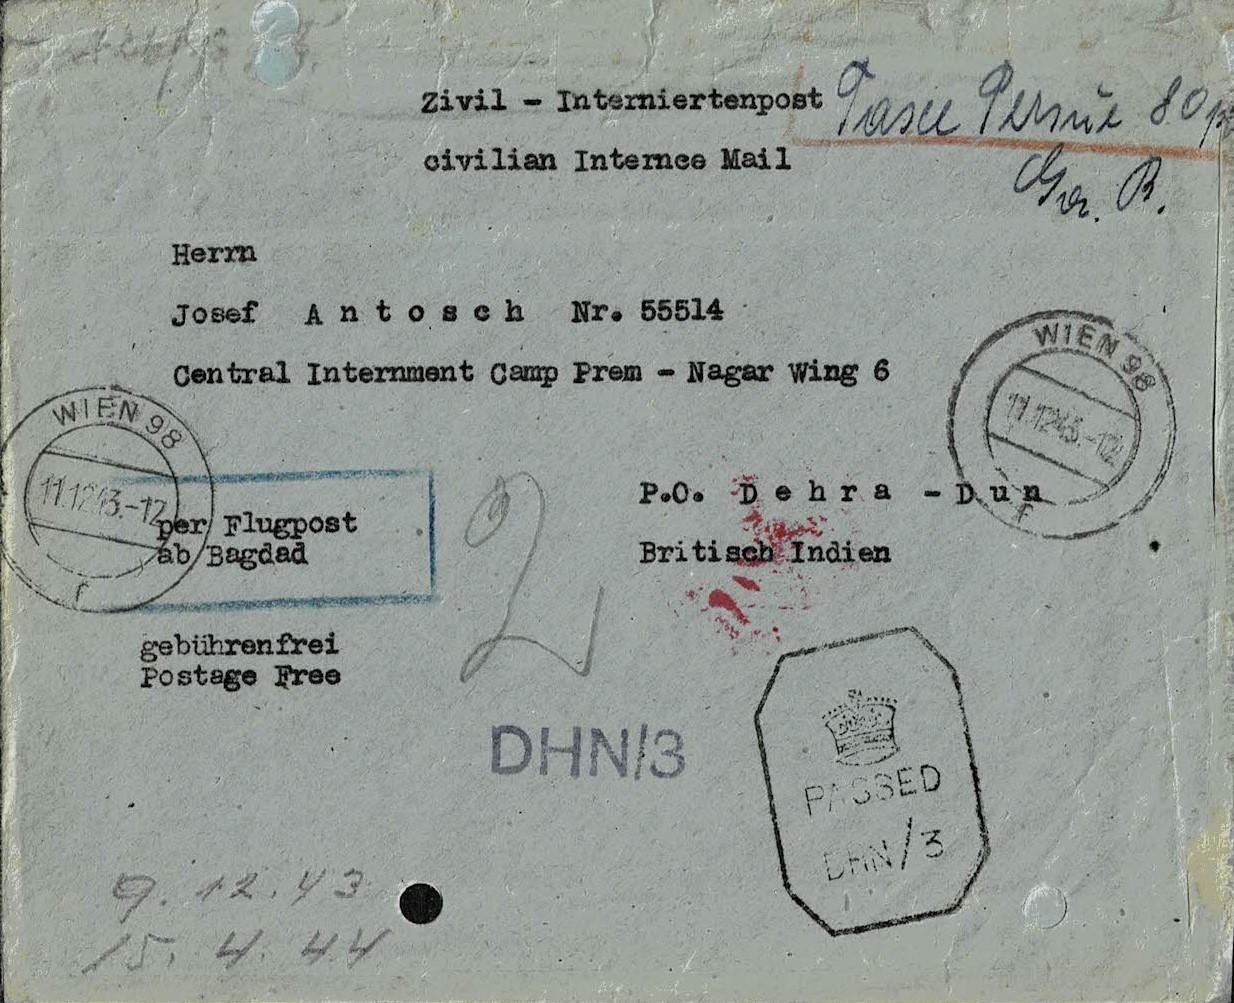 Zivil - Interniertenpost
civilian Internee Mail
80
Gr. B.
Herrn
Josef Antosch Nr. 55514
Central Internment Camp Prem - Nagar Wing 6
WIEN 98
11.12.43.-12
f
WIEN 98
11.12.43.-12
f
per Flugpost
ab Bagdad
P.O. Dehra - Dun
Britisch Indien
2
gebührenfrei
Postage Free
DHN/3
PASSED
DHN/3
9.12.43
15.4.44